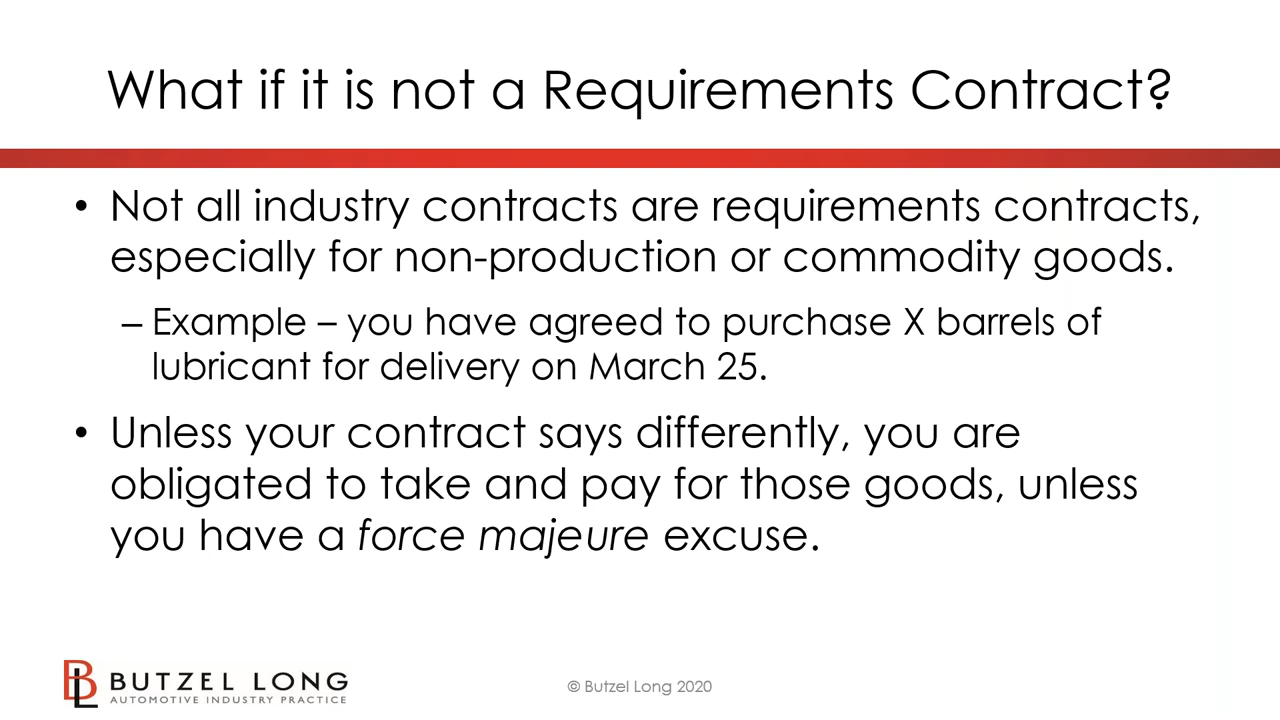 What if it is not a Requirements Contract?
• Not all industry contracts are requirements contracts,
especially for non-production or commodity goods.
– Example – you have agreed to purchase X barrels of
lubricant for delivery on March 25.
• Unless your contract says differently, you are
obligated to take and pay for those goods, unless
you have a force majeure excuse.
BL
BUTZEL LONG
AUTOMOTIVE INDUSTRY PRACTICE
© Butzel Long 2020